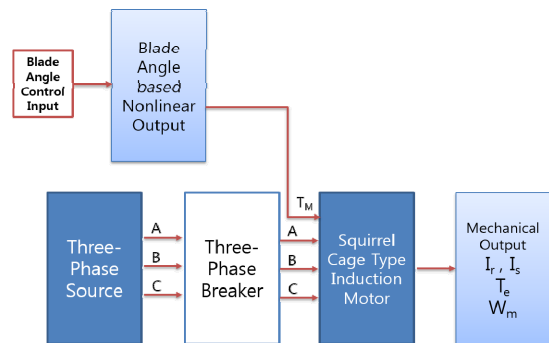 Blade
Angle
Control
Input
Blade
Angle
based
Nonlinear
Output
T_M
Three-
Phase
Source
A
B
C
Three-
Phase
Breaker
A
B
C
Squirrel
Cage Type
Induction
Motor
Mechanical
Output
I_r , I_s
T_e
W_m